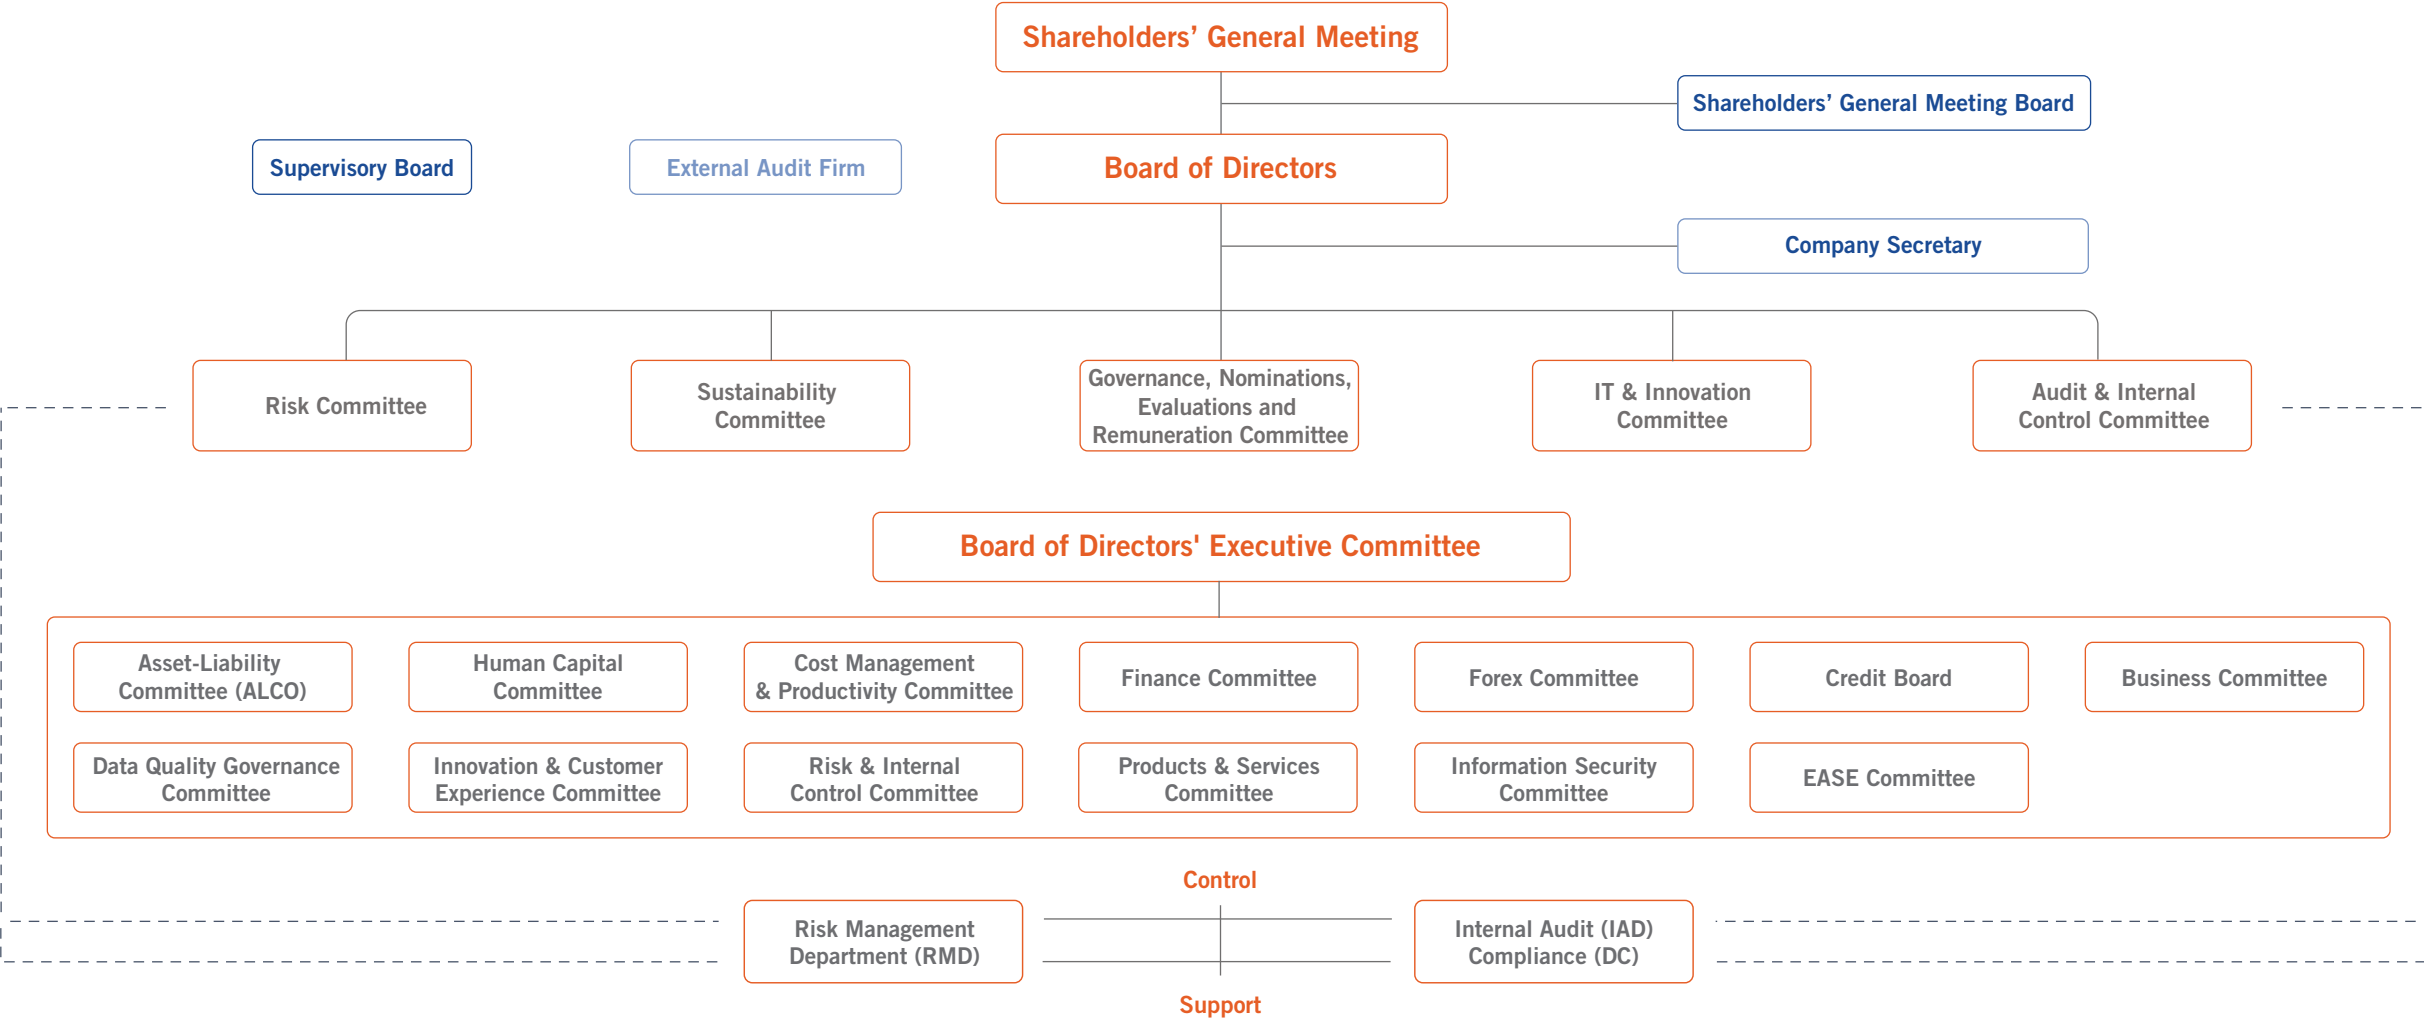 Shareholders’ General Meeting
Shareholders’ General Meeting Board
Supervisory Board
External Audit Firm
Board of Directors
Company Secretary
Risk Committee
Sustainability
Committee
Governance, Nominations,
Evaluations and
Remuneration Committee
IT & Innovation
Committee
Audit & Internal
Control Committee
Board of Directors' Executive Committee
Asset-Liability
Committee (ALCO)
Human Capital
Committee
Cost Management
& Productivity Committee
Finance Committee
Forex Committee
Credit Board
Business Committee
Data Quality Governance
Committee
Innovation & Customer
Experience Committee
Risk & Internal
Control Committee
Products & Services
Committee
Information Security
Committee
EASE Committee
Control
Risk Management
Department (RMD)
Internal Audit (IAD)
Compliance (DC)
Support